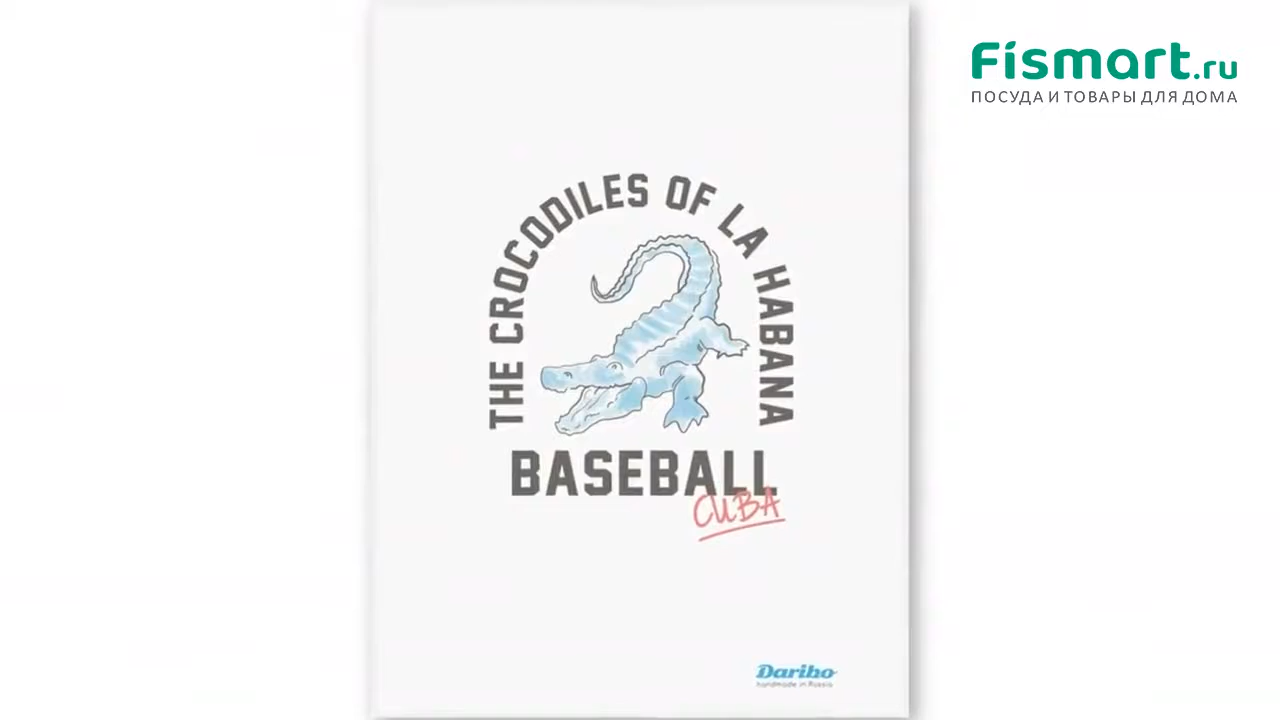 Fismart.ru
ПОСУДА И ТОВАРЫ ДЛЯ ДОМА
THE CROCODILES OF LA HABANA
BASEBALL
CUBA
Dariho
handmade in Russia